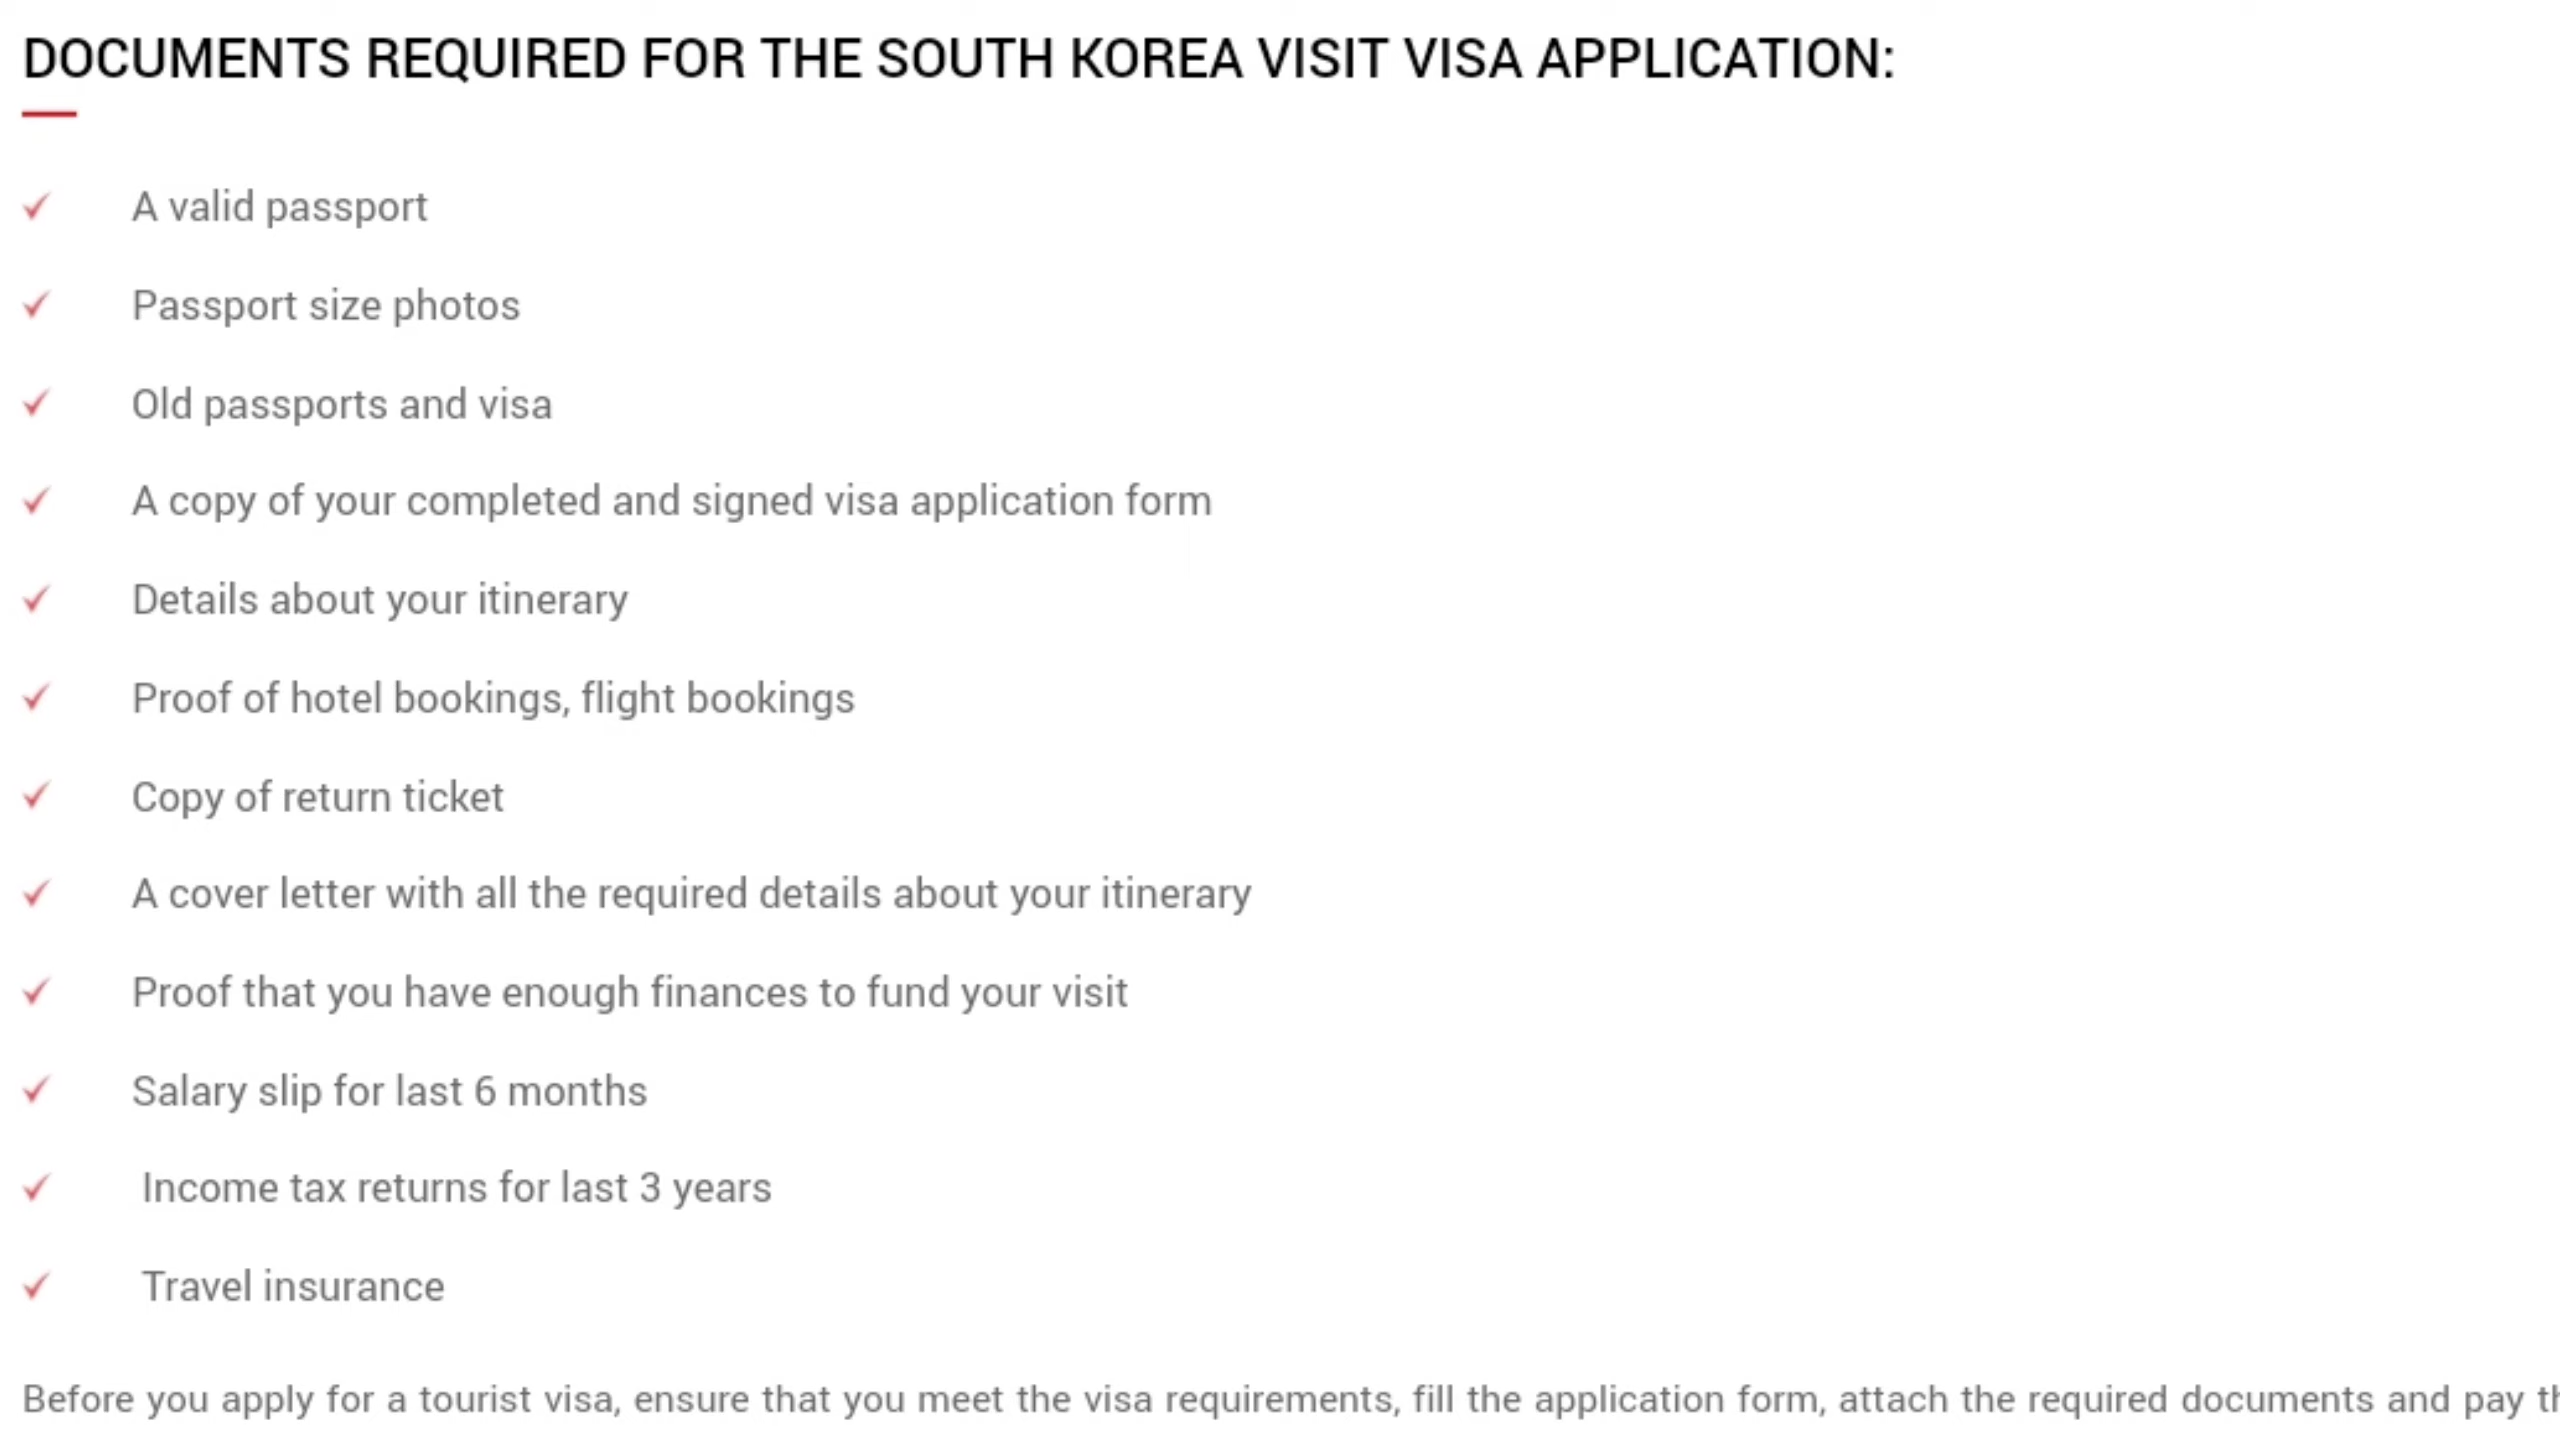 DOCUMENTS REQUIRED FOR THE SOUTH KOREA VISIT VISA APPLICATION:
A valid passport
Passport size photos
Old passports and visa
A copy of your completed and signed visa application form
Details about your itinerary
Proof of hotel bookings, flight bookings
Copy of return ticket
A cover letter with all the required details about your itinerary
Proof that you have enough finances to fund your visit
Salary slip for last 6 months
Income tax returns for last 3 years
Travel insurance
Before you apply for a tourist visa, ensure that you meet the visa requirements, fill the application form, attach the required documents and pay